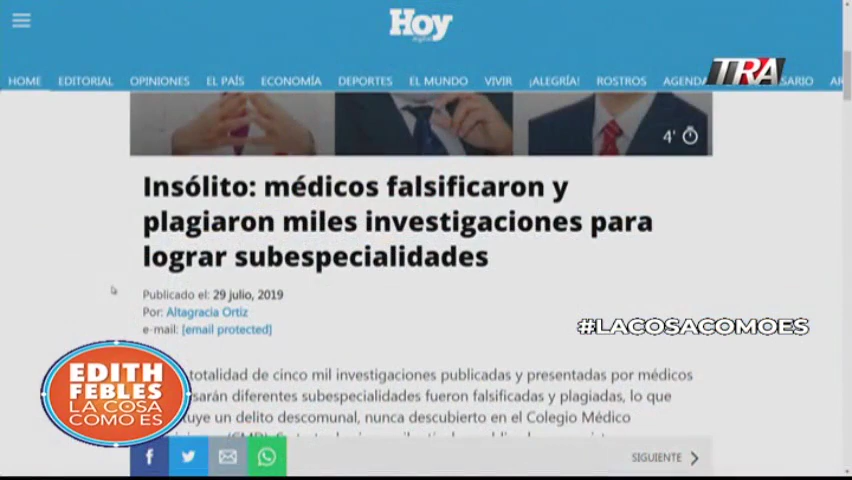 Hoy
HOME EDITORIAL OPINIONES EL PAÍS ECONOMÍA DEPORTES EL MUNDO VIVIR ¡ALEGRÍA! ROSTROS AGENDA SARIO
TRA
4'
Insólito: médicos falsificaron y
plagiaron miles investigaciones para
lograr subespecialidades
Publicado el: 29 julio, 2019
Por: Altagracia Ortiz
e-mail: [email protected]
#LACOSACOMOES
totalidad de cinco mil investigaciones publicadas y presentadas por médicos
diferentes subespecialidades fueron falsificadas y plagiadas, lo que
un delito descomunal, nunca descubierto en el Colegio Médico
EDITH
FEBLES
LA COSA
COMO ES
SIGUIENTE